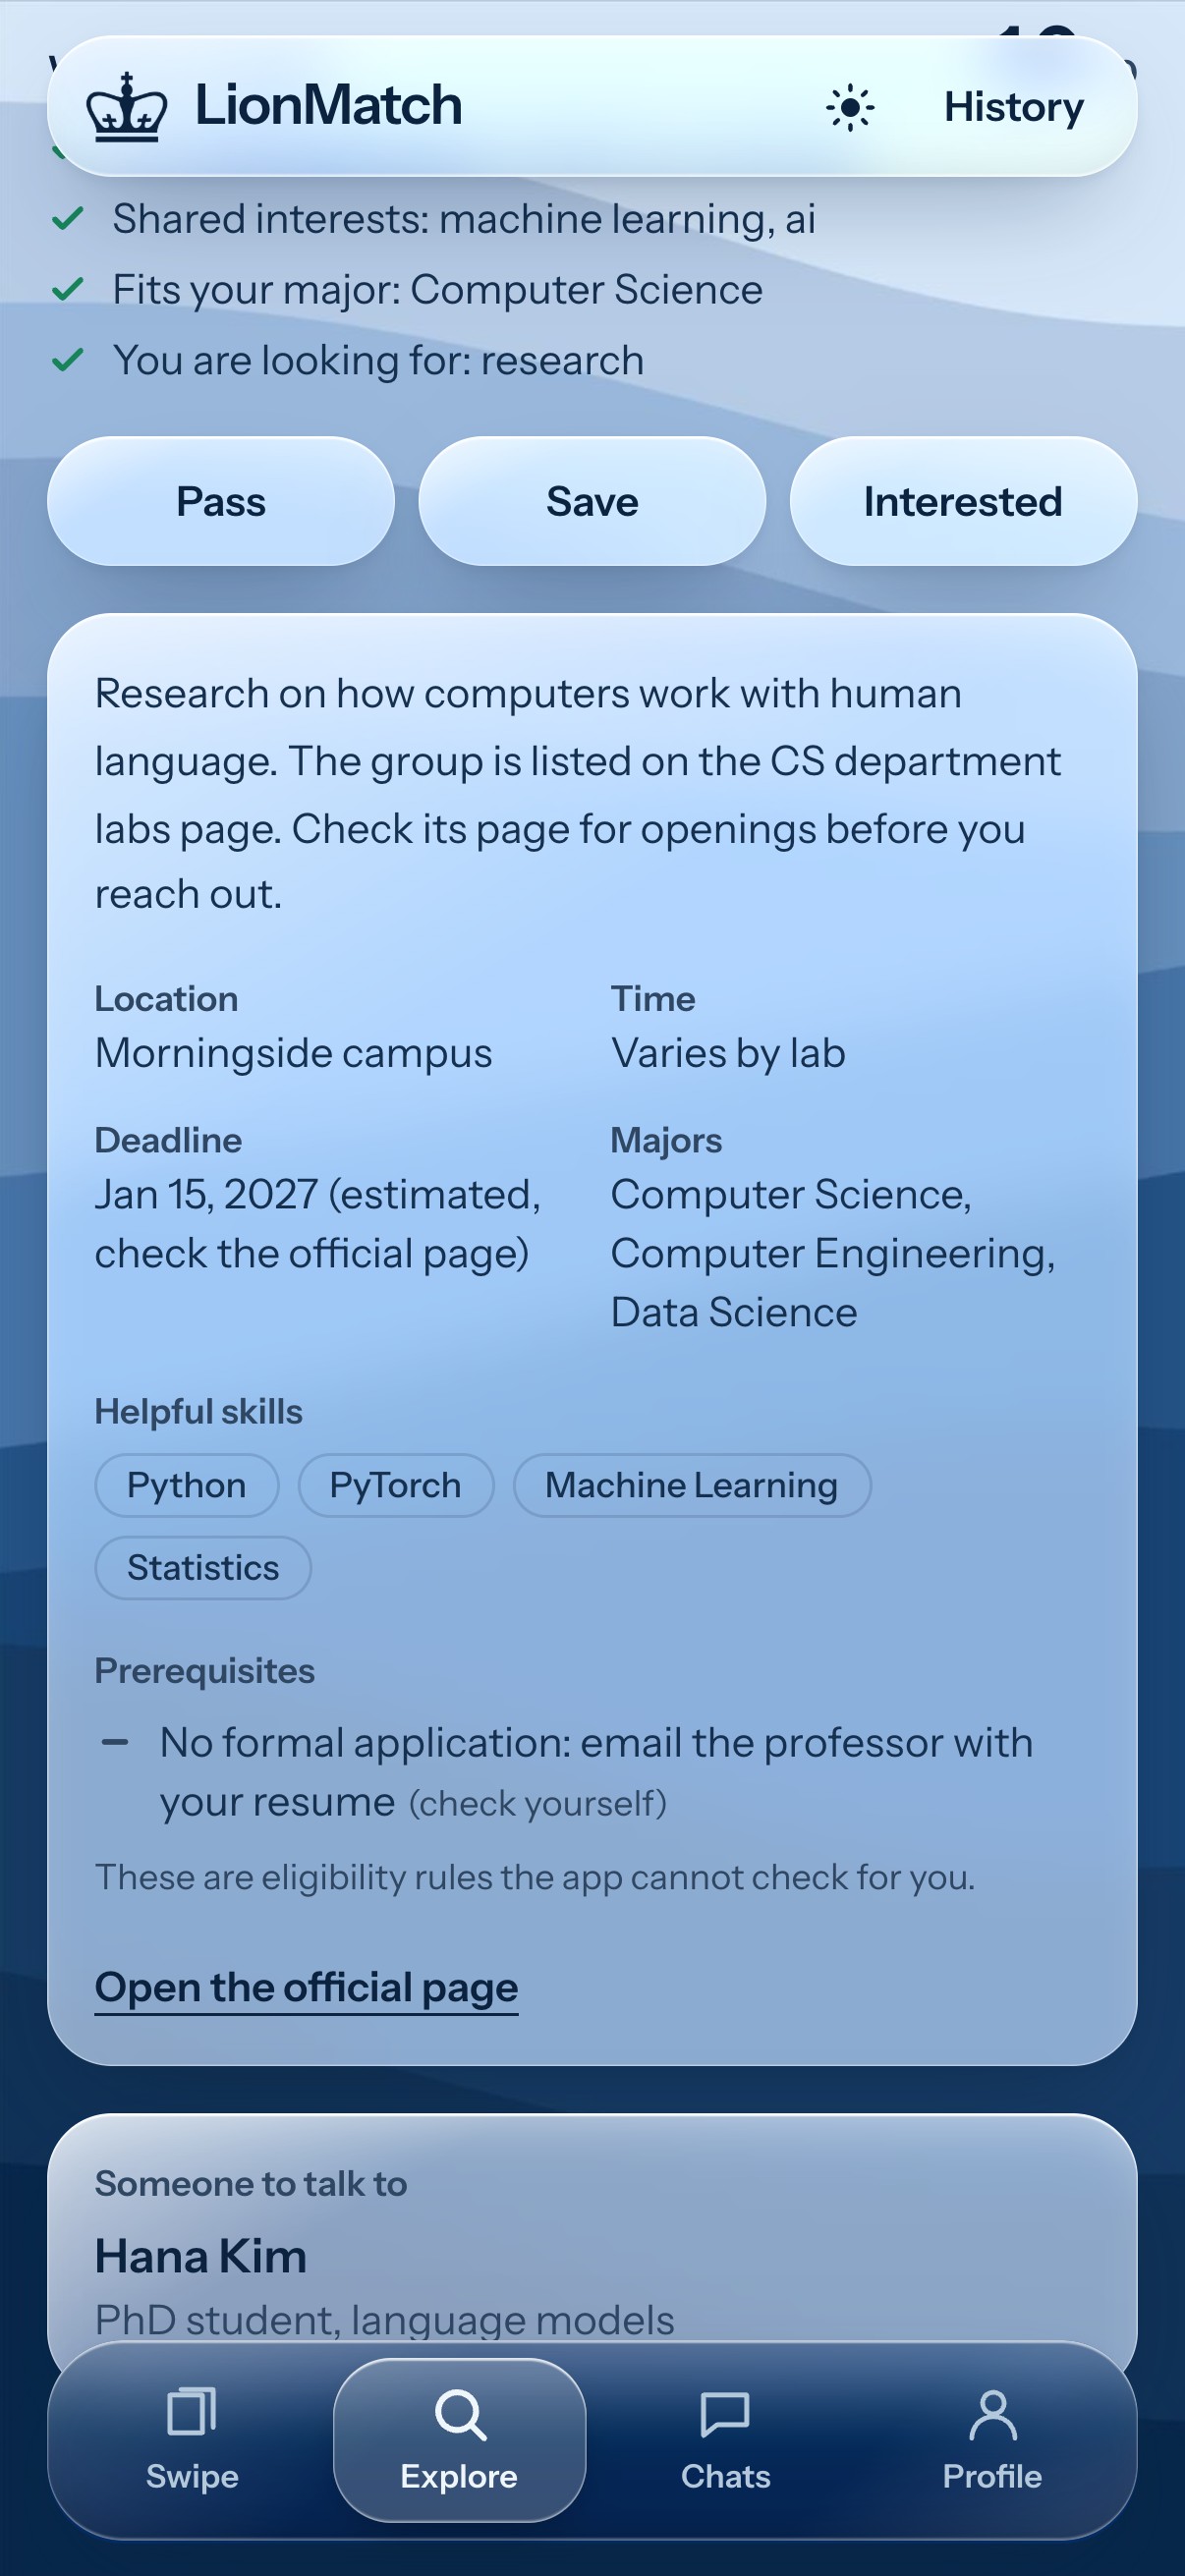 LionMatch
History
Shared interests: machine learning, ai
Fits your major: Computer Science
You are looking for: research
Pass
Save
Interested
Research on how computers work with human
language. The group is listed on the CS department
labs page. Check its page for openings before you
reach out.
Location
Morningside campus
Time
Varies by lab
Deadline
Jan 15, 2027 (estimated,
check the official page)
Majors
Computer Science,
Computer Engineering,
Data Science
Helpful skills
Python
PyTorch
Machine Learning
Statistics
Prerequisites
– No formal application: email the professor with
your resume (check yourself)
These are eligibility rules the app cannot check for you.
Open the official page
Someone to talk to
Hana Kim
PhD student, language models
Swipe
Explore
Chats
Profile